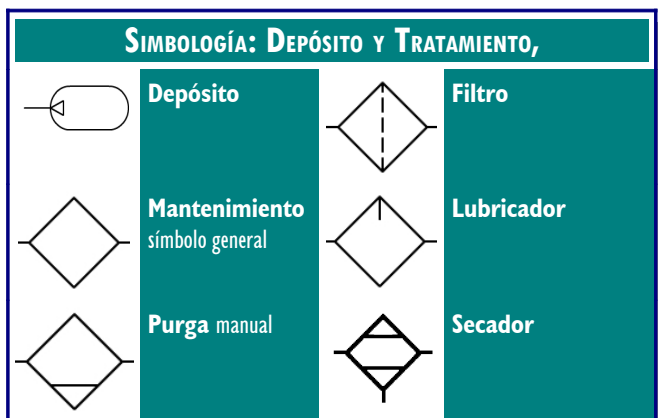 Simbología: Depósito y Tratamiento,
Depósito
Filtro
Mantenimiento
símbolo general
Lubricador
Purga manual
Secador